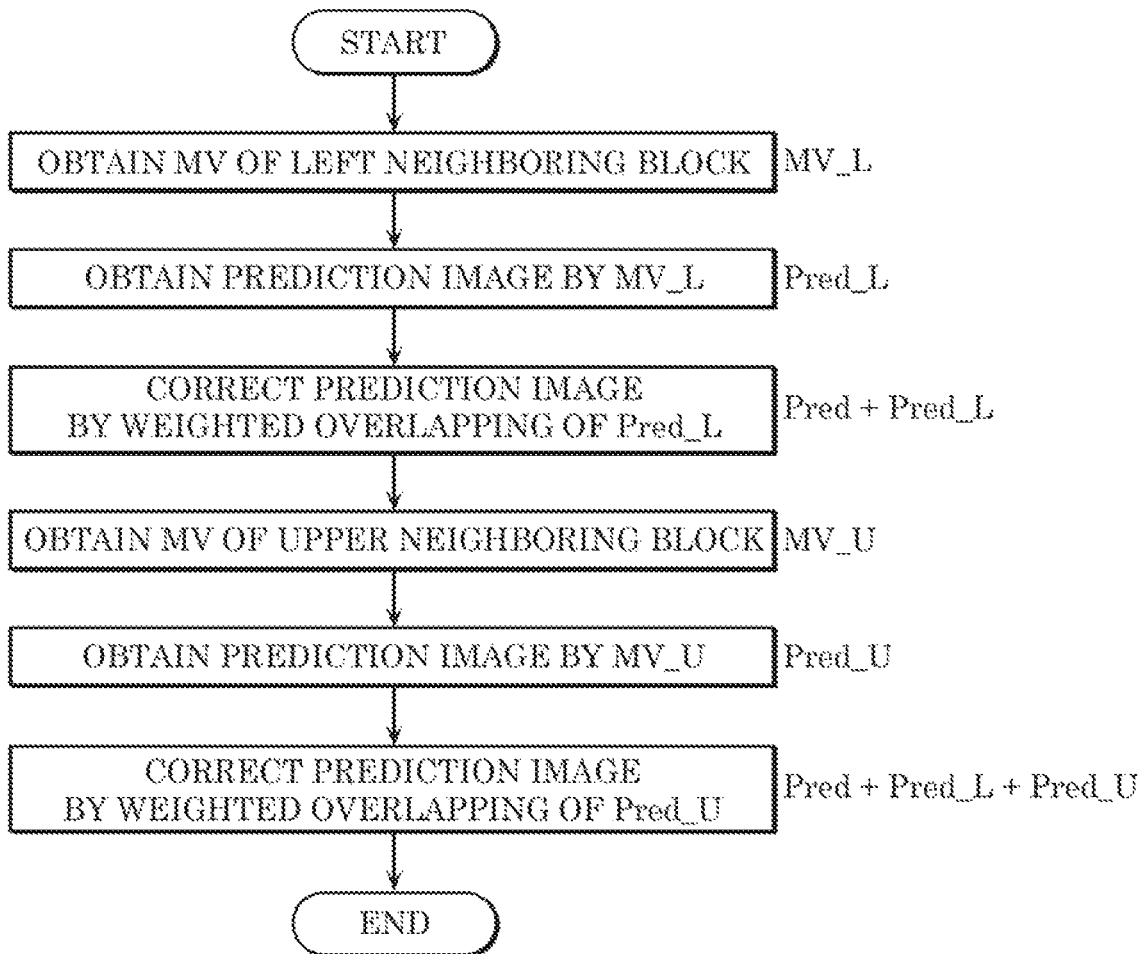 START
OBTAIN MV OF LEFT NEIGHBORING BLOCK MV_L
OBTAIN PREDICTION IMAGE BY MV_L Pred_L
CORRECT PREDICTION IMAGE
BY WEIGHTED OVERLAPPING OF Pred_L
Pred + Pred_L
OBTAIN MV OF UPPER NEIGHBORING BLOCK MV_U
OBTAIN PREDICTION IMAGE BY MV_U Pred_U
CORRECT PREDICTION IMAGE
BY WEIGHTED OVERLAPPING OF Pred_U
Pred + Pred_L + Pred_U
END